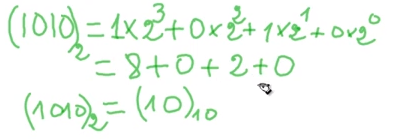 (1010)₂ = 1×2³+0×2²+1×2¹+0×2⁰
= 8+0+2+0
(1010)₂ = (10)₁₀